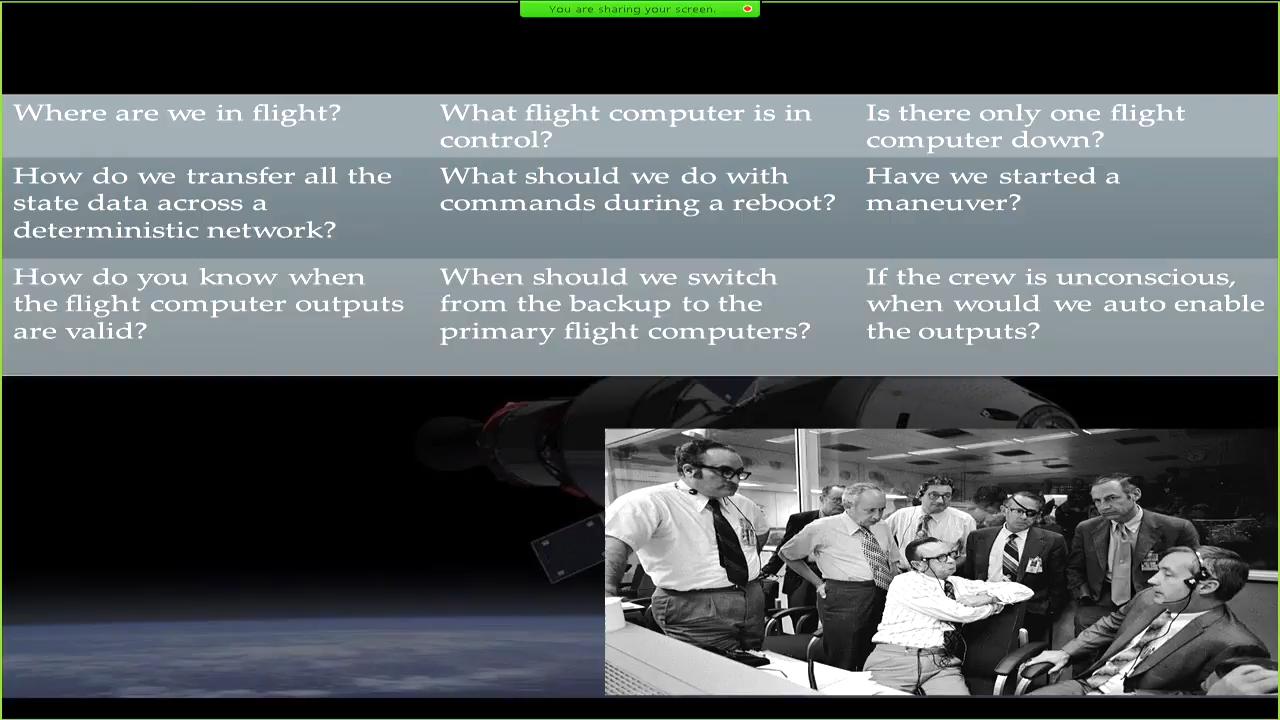 You are sharing your screen.
Where are we in flight?
What flight computer is in
control?
Is there only one flight
computer down?
How do we transfer all the
state data across a
deterministic network?
What should we do with
commands during a reboot?
Have we started a
maneuver?
How do you know when
the flight computer outputs
are valid?
When should we switch
from the backup to the
primary flight computers?
If the crew is unconscious,
when would we auto enable
the outputs?